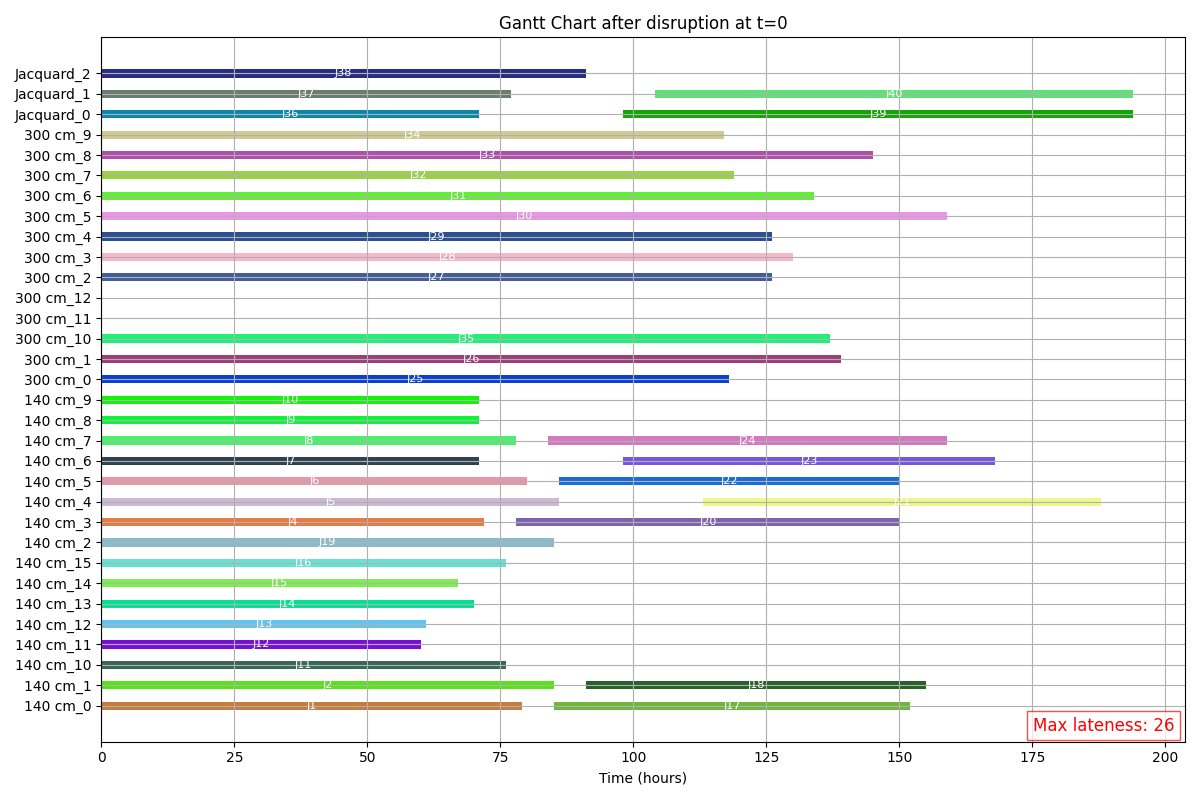 Gantt Chart after disruption at t=0
Jacquard_2 J38
Jacquard_1 J37 J40
Jacquard_0 J36 J39
300 cm_9 J34
300 cm_8 J33
300 cm_7 J32
300 cm_6 J31
300 cm_5 J30
300 cm_4 J29
300 cm_3 J28
300 cm_2 J27
300 cm_12
300 cm_11
300 cm_10 J35
300 cm_1 J26
300 cm_0 J25
140 cm_9 J10
140 cm_8 J9
140 cm_7 J8 J24
140 cm_6 J7 J23
140 cm_5 J6 J22
140 cm_4 J5 J21
140 cm_3 J4 J20
140 cm_2 J19
140 cm_15 J16
140 cm_14 J15
140 cm_13 J14
140 cm_12 J13
140 cm_11 J12
140 cm_10 J11
140 cm_1 J2 J18
140 cm_0 J1 J17
Max lateness: 26
0 25 50 75 100 125 150 175 200
Time (hours)